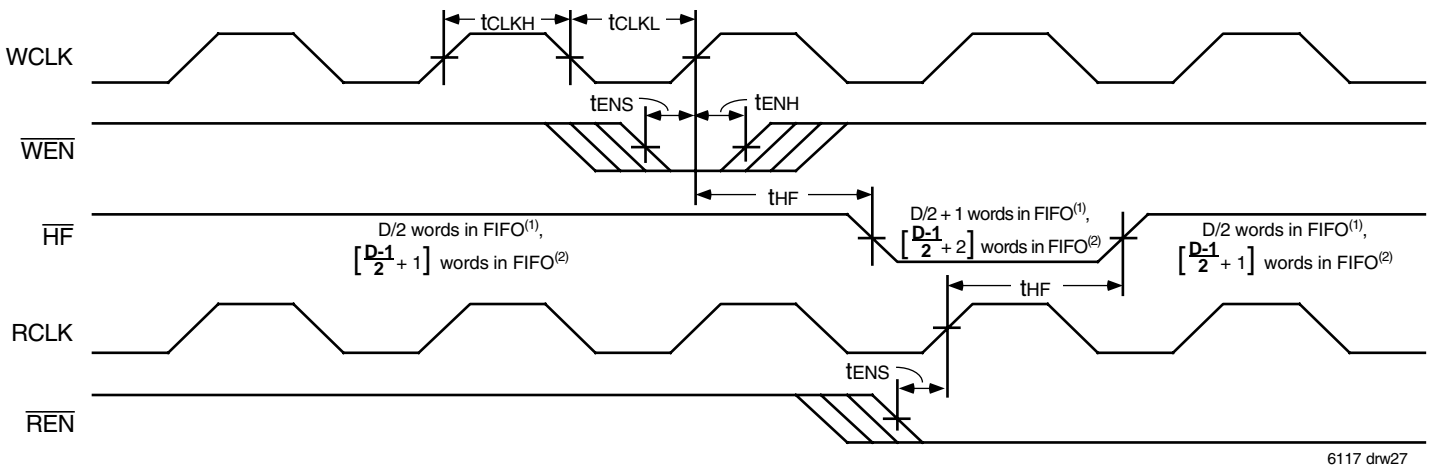 tCLKH tCLKL
WCLK
tENS tENH
WEN
tHF
HF
D/2 words in FIFO(1),
[D-1/2 + 1] words in FIFO(2)
D/2 + 1 words in FIFO(1),
[D-1/2 + 2] words in FIFO(2)
D/2 words in FIFO(1),
[D-1/2 + 1] words in FIFO(2)
tHF
RCLK
tENS
REN
6117 drw27